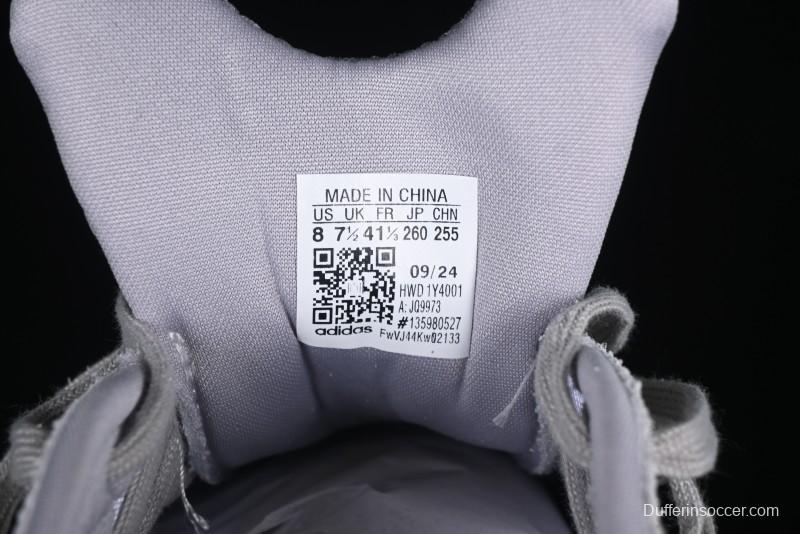 MADE IN CHINA
US UK FR JP CHN
8 7½ 41⅓ 260 255
09/24
HWD 1Y4001
A: JQ9973
#135980527
adidas
FwVJ44Kw02133
Dufferinsoccer.com